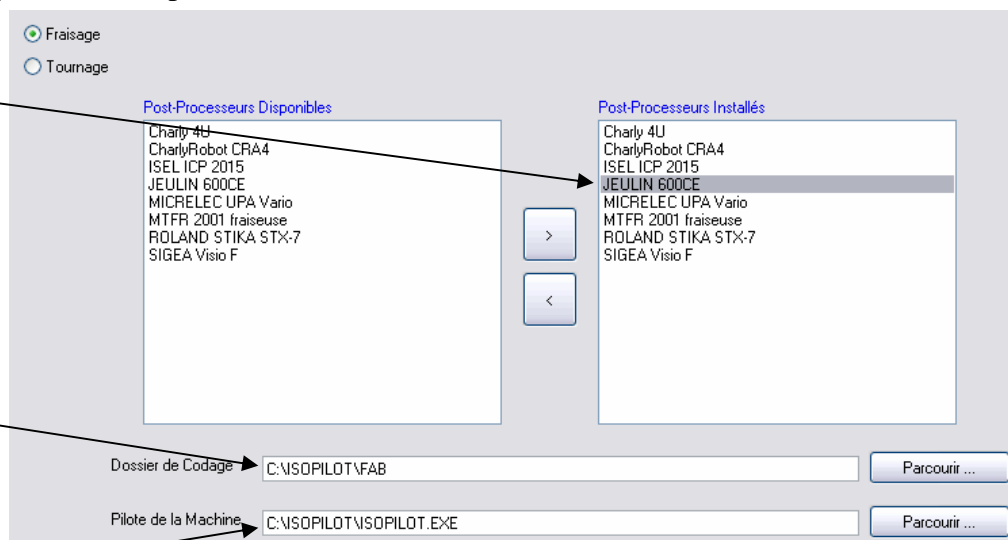 Fraisage
Tournage
Post-Processeurs Disponibles
Charly 4U
CharlyRobot CRA4
ISEL ICP 2015
JEULIN 600CE
MICRELEC UPA Vario
MTFR 2001 fraiseuse
ROLAND STIKA STX-7
SIGEA Visio F
>
<
Post-Processeurs Installés
Charly 4U
CharlyRobot CRA4
ISEL ICP 2015
JEULIN 600CE
MICRELEC UPA Vario
MTFR 2001 fraiseuse
ROLAND STIKA STX-7
SIGEA Visio F
Dossier de Codage C:\ISOPILOT\FAB Parcourir ...
Pilote de la Machine C:\ISOPILOT\ISOPILOT.EXE Parcourir ...